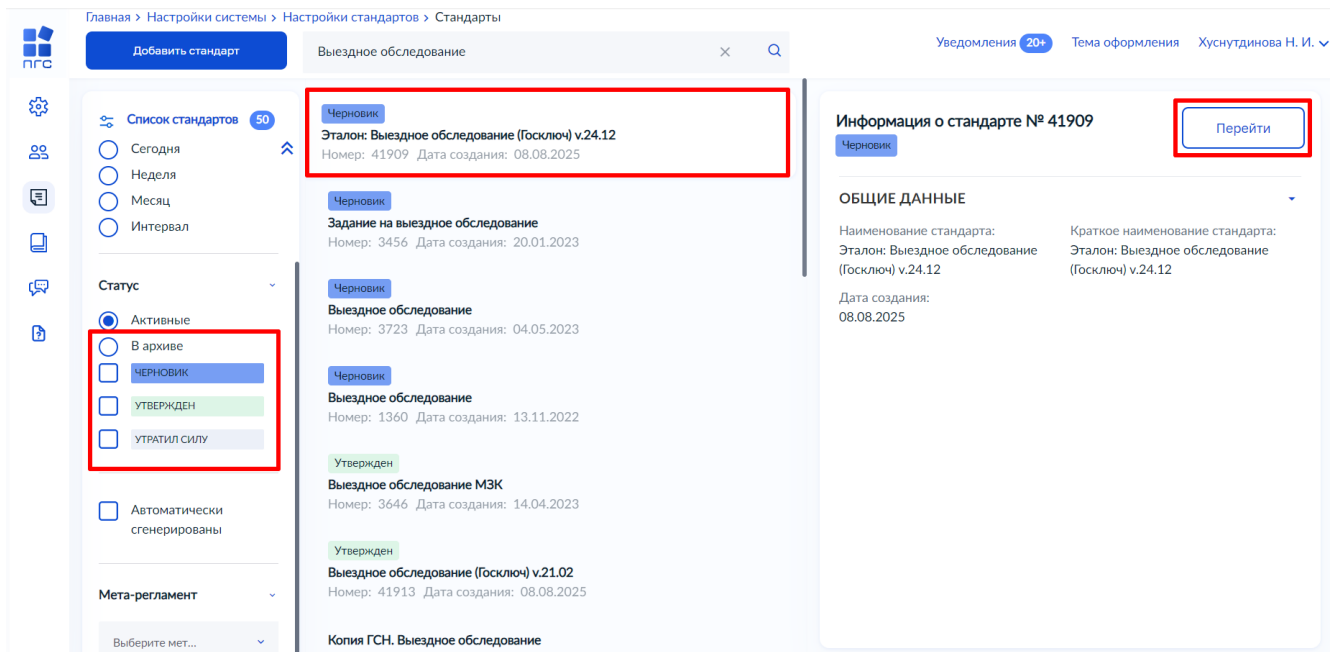 Главная > Настройки системы > Настройки стандартов > Стандарты
ПГС
Добавить стандарт
Выездное обследование
Уведомления 20+ Тема оформления Хуснутдинова Н. И.
Список стандартов 50
Сегодня
Неделя
Месяц
Интервал
Статус
Активные
В архиве
ЧЕРНОВИК
УТВЕРЖДЕН
УТРАТИЛ СИЛУ
Автоматически
сгенерированы
Мета-регламент
Выберите мет...
Черновик
Эталон: Выездное обследование (Госключ) v.24.12
Номер: 41909 Дата создания: 08.08.2025
Черновик
Задание на выездное обследование
Номер: 3456 Дата создания: 20.01.2023
Черновик
Выездное обследование
Номер: 3723 Дата создания: 04.05.2023
Черновик
Выездное обследование
Номер: 1360 Дата создания: 13.11.2022
Утвержден
Выездное обследование МЗК
Номер: 3646 Дата создания: 14.04.2023
Утвержден
Выездное обследование (Госключ) v.21.02
Номер: 41913 Дата создания: 08.08.2025
Копия ГСН. Выездное обследование
Информация о стандарте № 41909
Черновик
Перейти
ОБЩИЕ ДАННЫЕ
Наименование стандарта:
Эталон: Выездное обследование
(Госключ) v.24.12
Краткое наименование стандарта:
Эталон: Выездное обследование
(Госключ) v.24.12
Дата создания:
08.08.2025